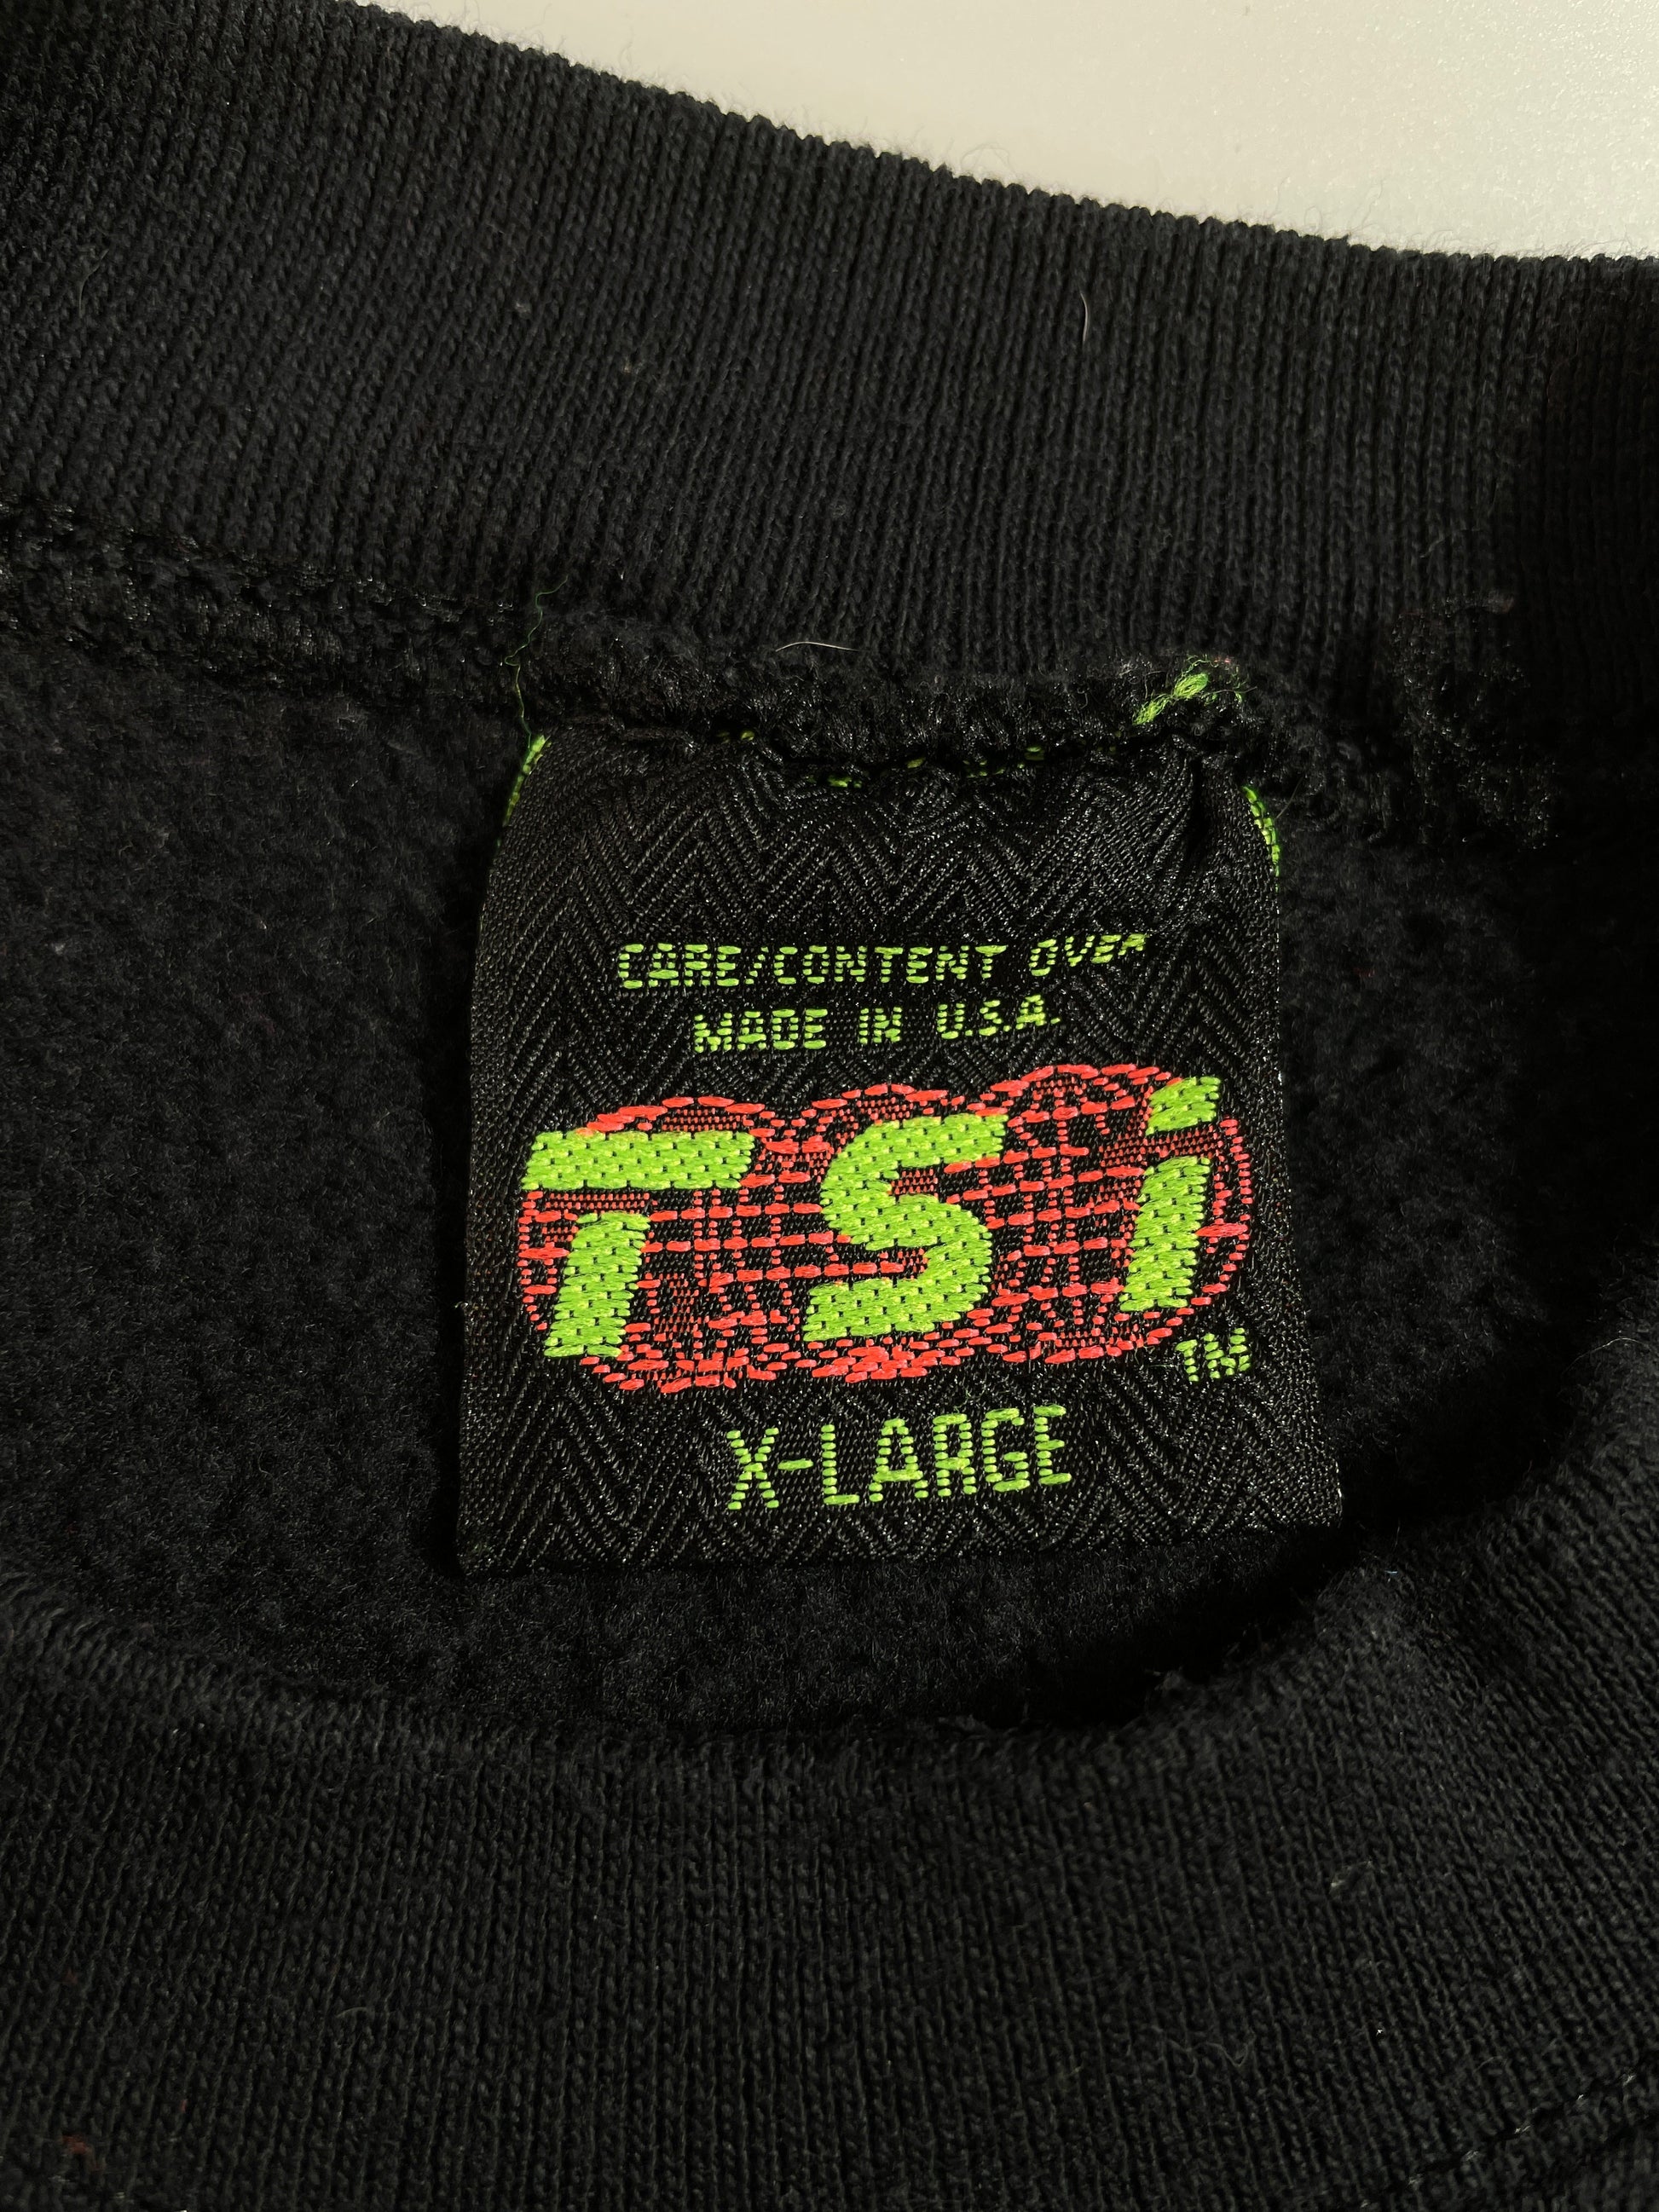 CARE/CONTENT OVER
MADE IN U.S.A.
TSi
TM
X-LARGE